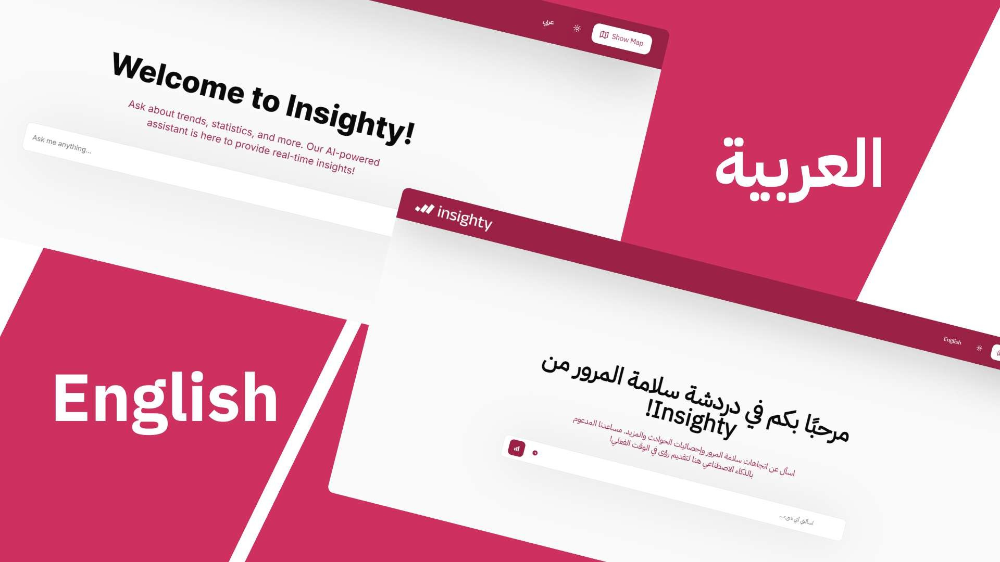 عربي
Show Map
Welcome to Insighty!
Ask about trends, statistics, and more. Our AI-powered
assistant is here to provide real-time insights!
Ask me anything...
العربية
insighty
English
مرحبًا بكم في دردشة سلامة المرور من
Insighty!
اسأل عن اتجاهات سلامة المرور وإحصائيات الحوادث والمزيد. مساعدنا المدعوم
بالذكاء الاصطناعي هنا لتقديم رؤى في الوقت الفعلي!
اسألني أي شيء...
English